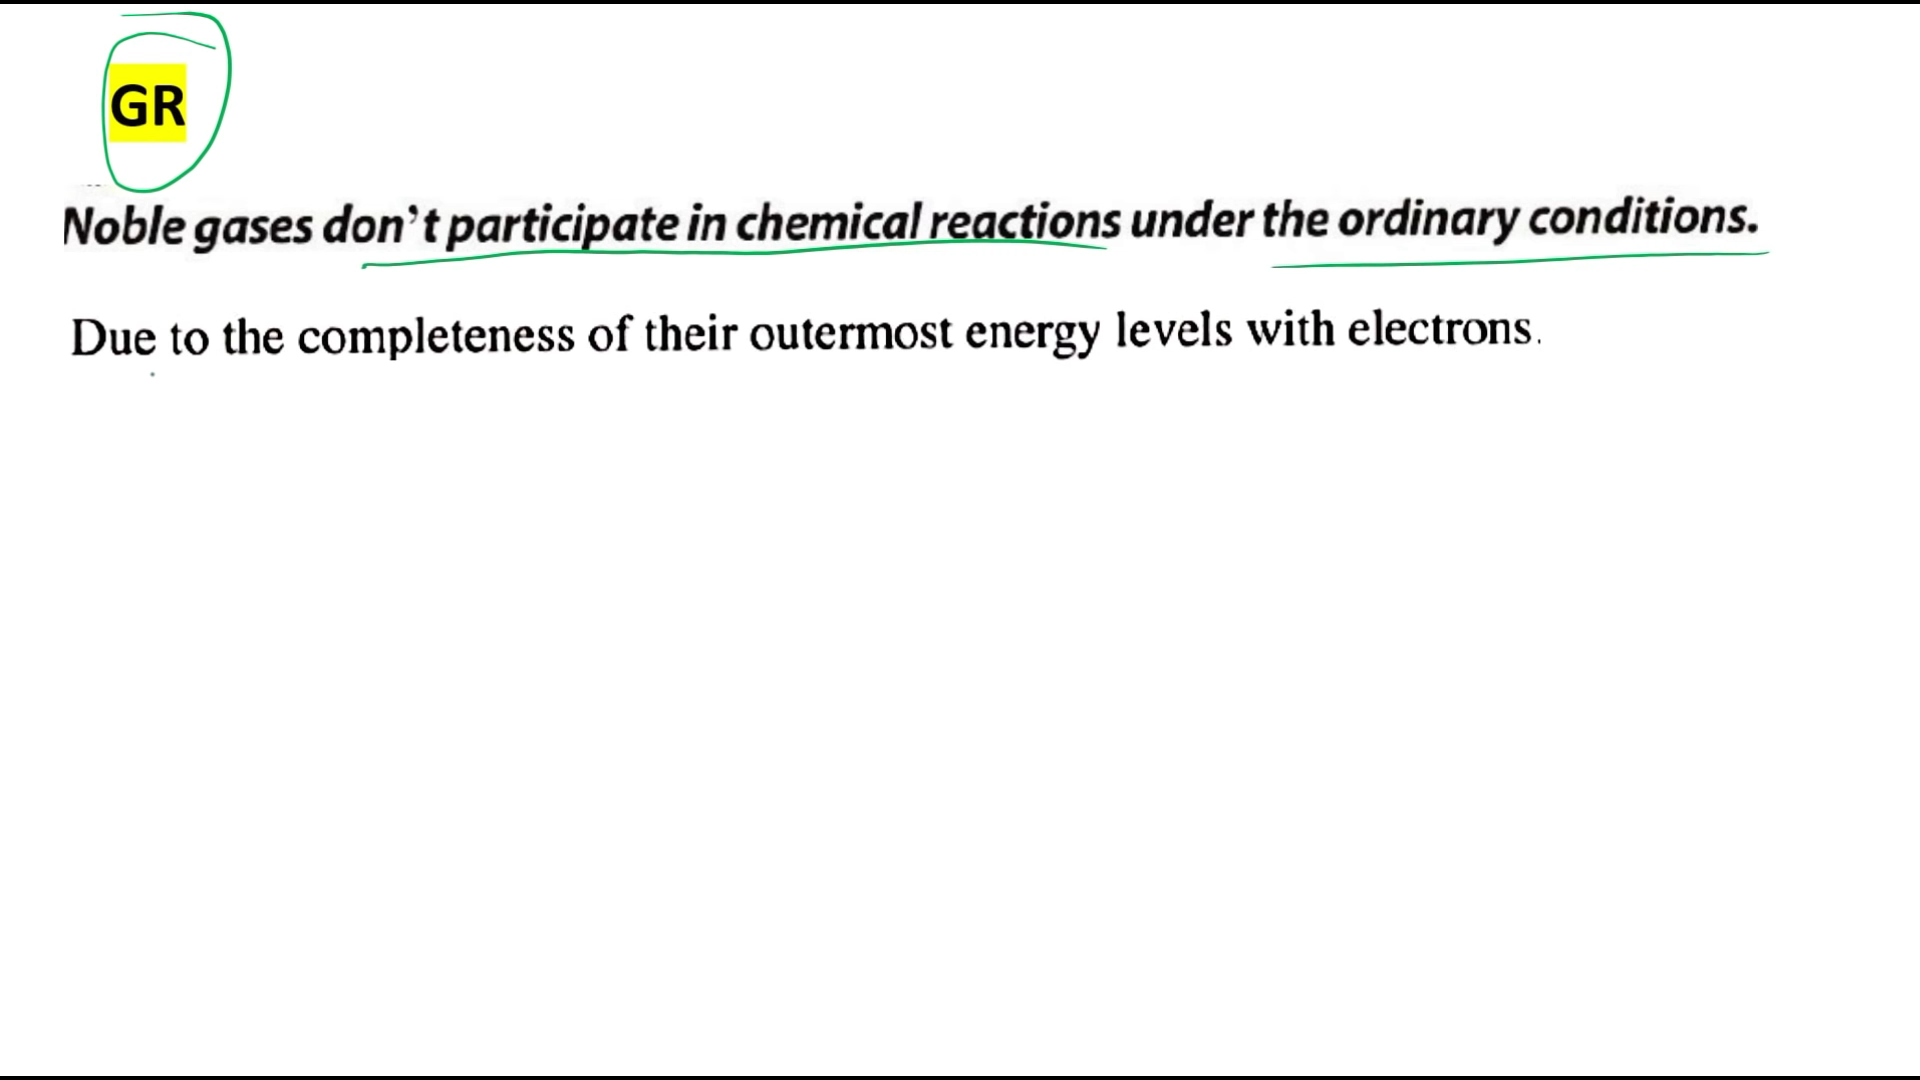 GR
Noble gases don't participate in chemical reactions under the ordinary conditions.
Due to the completeness of their outermost energy levels with electrons.